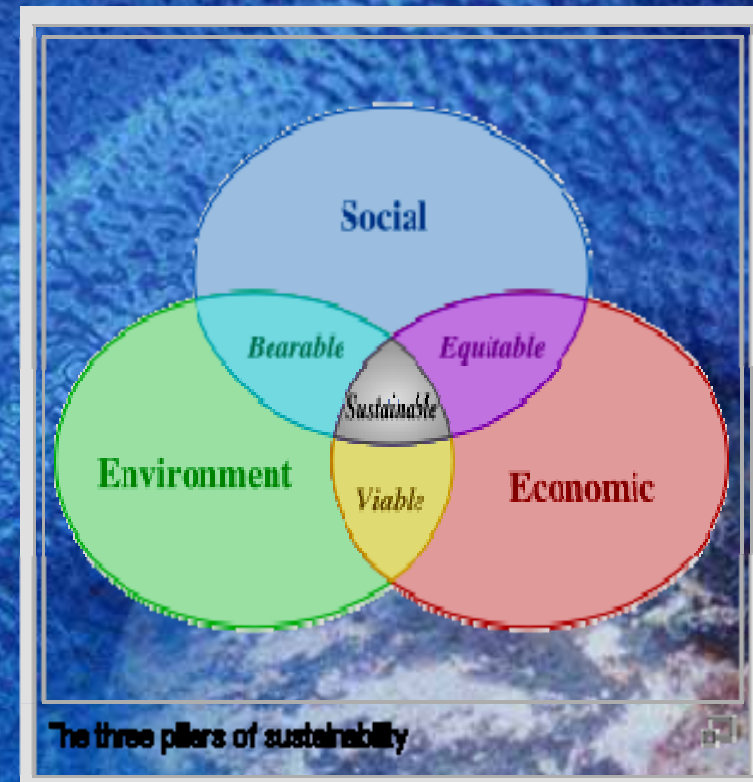 Social
Bearable
Equitable
Sustainable
Environment
Economic
Viable
The three pillars of sustainability